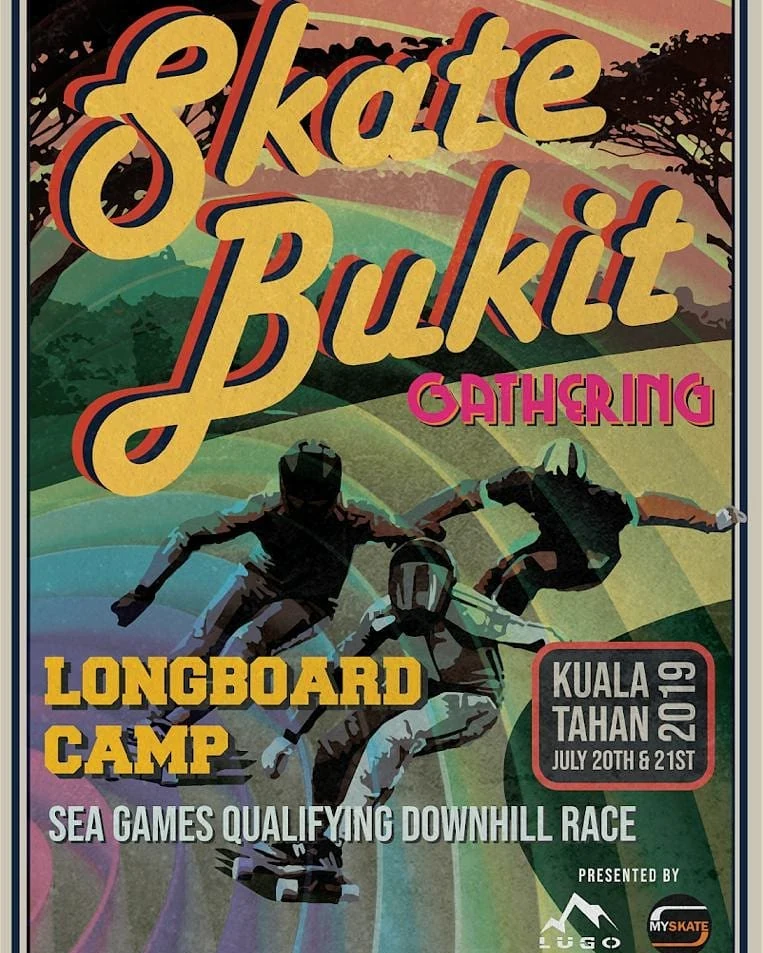 Skate
Bukit
GATHERING
LONGBOARD
CAMP
KUALA
TAHAN
2019
JULY 20TH & 21ST
SEA GAMES QUALIFYING DOWNHILL RACE
PRESENTED BY
LUGO
MYSKATE